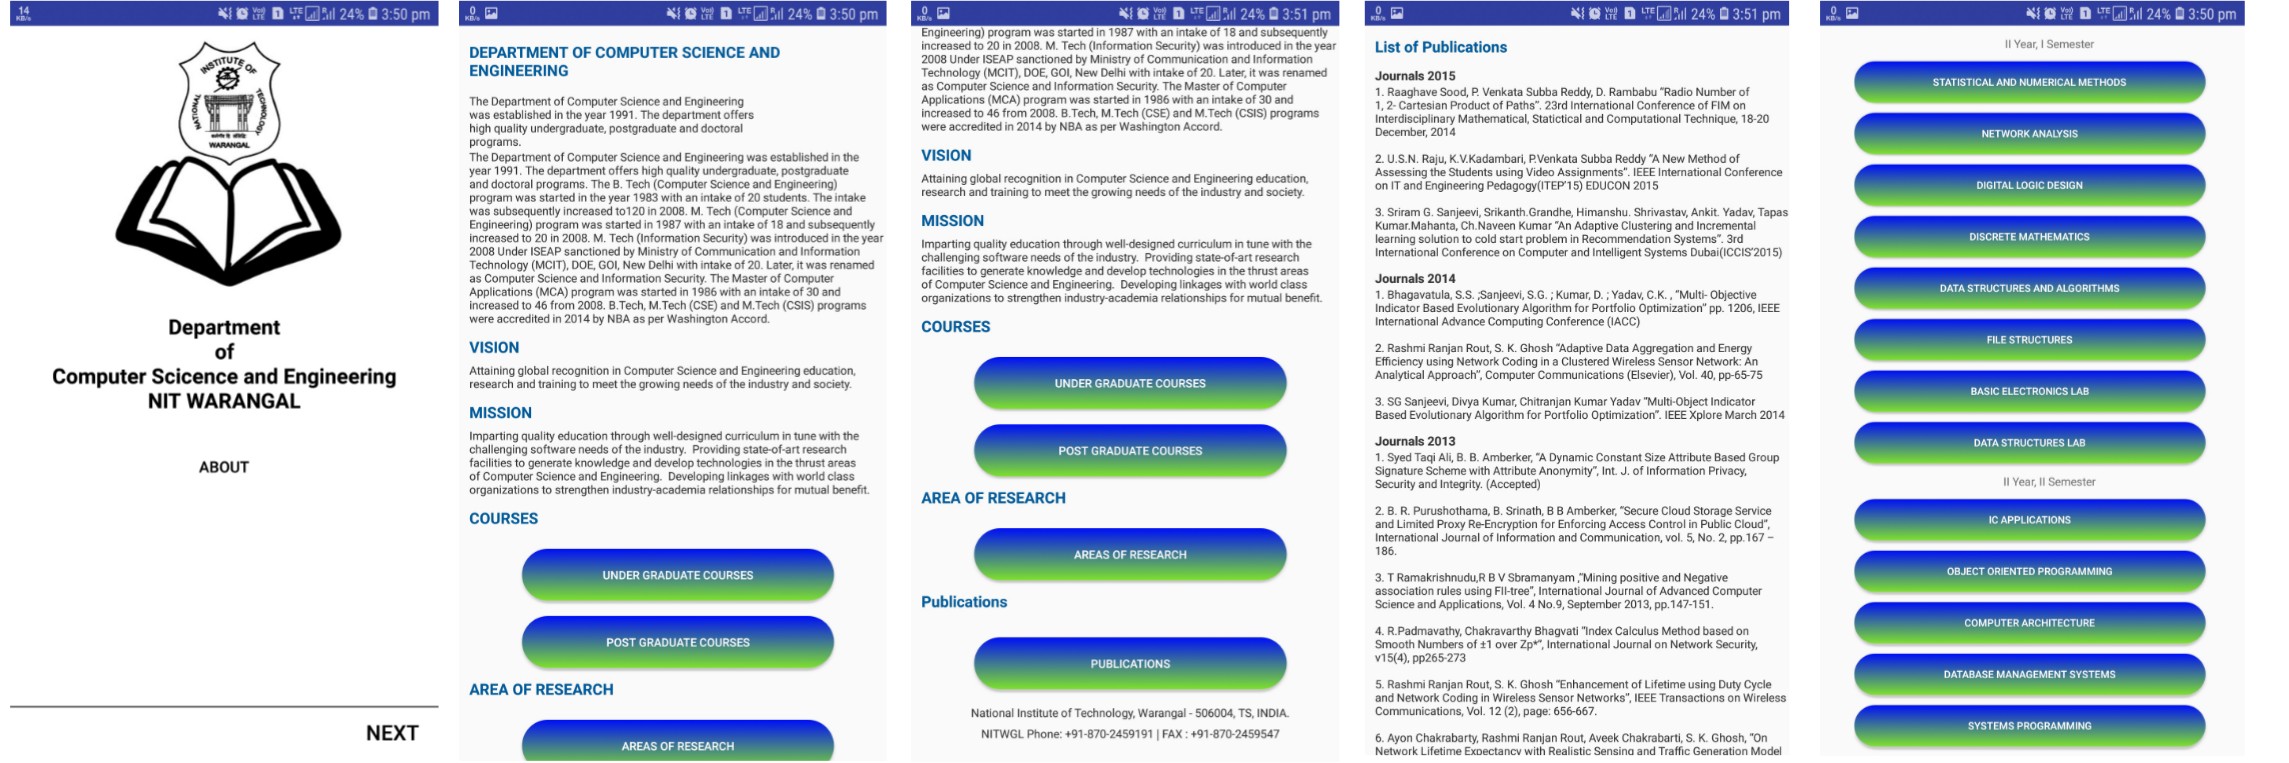 14
KB/s
Vo))
LTE
1
LTE
R
24%
3:50 pm
INSTITUTE OF
NATIONAL
TECHNOLOGY
WARANGAL
Department
of
Computer Scicence and Engineering
NIT WARANGAL
ABOUT
NEXT
0
KB/s
Vo))
LTE
1
LTE
R
24%
3:50 pm
DEPARTMENT OF COMPUTER SCIENCE AND
ENGINEERING
The Department of Computer Science and Engineering
was established in the year 1991. The department offers
high quality undergraduate, postgraduate and doctoral
programs.
The Department of Computer Science and Engineering was established in the
year 1991. The department offers high quality undergraduate, postgraduate
and doctoral programs. The B. Tech (Computer Science and Engineering)
program was started in the year 1983 with an intake of 20 students. The intake
was subsequently increased to120 in 2008. M. Tech (Computer Science and
Engineering) program was started in 1987 with an intake of 18 and subsequently
increased to 20 in 2008. M. Tech (Information Security) was introduced in the year
2008 Under ISEAP sanctioned by Ministry of Communication and Information
Technology (MCIT), DOE, GOI, New Delhi with intake of 20. Later, it was renamed
as Computer Science and Information Security. The Master of Computer
Applications (MCA) program was started in 1986 with an intake of 30 and
increased to 46 from 2008. B.Tech, M.Tech (CSE) and M.Tech (CSIS) programs
were accredited in 2014 by NBA as per Washington Accord.
VISION
Attaining global recognition in Computer Science and Engineering education,
research and training to meet the growing needs of the industry and society.
MISSION
Imparting quality education through well-designed curriculum in tune with the
challenging software needs of the industry. Providing state-of-art research
facilities to generate knowledge and develop technologies in the thrust areas
of Computer Science and Engineering. Developing linkages with world class
organizations to strengthen industry-academia relationships for mutual benefit.
COURSES
UNDER GRADUATE COURSES
POST GRADUATE COURSES
AREA OF RESEARCH
AREAS OF RESEARCH
0
KB/s
Vo))
LTE
1
LTE
R
24%
3:51 pm
Engineering) program was started in 1987 with an intake of 18 and subsequently
increased to 20 in 2008. M. Tech (Information Security) was introduced in the year
2008 Under ISEAP sanctioned by Ministry of Communication and Information
Technology (MCIT), DOE, GOI, New Delhi with intake of 20. Later, it was renamed
as Computer Science and Information Security. The Master of Computer
Applications (MCA) program was started in 1986 with an intake of 30 and
increased to 46 from 2008. B.Tech, M.Tech (CSE) and M.Tech (CSIS) programs
were accredited in 2014 by NBA as per Washington Accord.
VISION
Attaining global recognition in Computer Science and Engineering education,
research and training to meet the growing needs of the industry and society.
MISSION
Imparting quality education through well-designed curriculum in tune with the
challenging software needs of the industry. Providing state-of-art research
facilities to generate knowledge and develop technologies in the thrust areas
of Computer Science and Engineering. Developing linkages with world class
organizations to strengthen industry-academia relationships for mutual benefit.
COURSES
UNDER GRADUATE COURSES
POST GRADUATE COURSES
AREA OF RESEARCH
AREAS OF RESEARCH
Publications
PUBLICATIONS
National Institute of Technology, Warangal - 506004, TS, INDIA.
NITWGL Phone: +91-870-2459191 | FAX : +91-870-2459547
0
KB/s
Vo))
LTE
1
LTE
R
24%
3:51 pm
List of Publications
Journals 2015
1. Raaghave Sood, P. Venkata Subba Reddy, D. Rambabu “Radio Number of
1, 2- Cartesian Product of Paths”. 23rd International Conference of FIM on
Interdisciplinary Mathematical, Statictical and Computational Technique, 18-20
December, 2014
2. U.S.N. Raju, K.V.Kadambari, P.Venkata Subba Reddy “A New Method of
Assessing the Students using Video Assignments”. IEEE International Conference
on IT and Engineering Pedagogy(ITEP’15) EDUCON 2015
3. Sriram G. Sanjeevi, Srikanth.Grandhe, Himanshu. Shrivastav, Ankit. Yadav, Tapas
Kumar.Mahanta, Ch.Naveen Kumar “An Adaptive Clustering and Incremental
learning solution to cold start problem in Recommendation Systems”. 3rd
International Conference on Computer and Intelligent Systems Dubai(ICCIS’2015)
Journals 2014
1. Bhagavatula, S.S. ;Sanjeevi, S.G. ; Kumar, D. ; Yadav, C.K. , “Multi- Objective
Indicator Based Evolutionary Algorithm for Portfolio Optimization” pp. 1206, IEEE
International Advance Computing Conference (IACC)
2. Rashmi Ranjan Rout, S. K. Ghosh “Adaptive Data Aggregation and Energy
Efficiency using Network Coding in a Clustered Wireless Sensor Network: An
Analytical Approach”, Computer Communications (Elsevier), Vol. 40, pp-65-75
3. SG Sanjeevi, Divya Kumar, Chitranjan Kumar Yadav “Multi-Object Indicator
Based Evolutionary Algorithm for Portfolio Optimization”. IEEE Xplore March 2014
Journals 2013
1. Syed Taqi Ali, B. B. Amberker, “A Dynamic Constant Size Attribute Based Group
Signature Scheme with Attribute Anonymity”, Int. J. of Information Privacy,
Security and Integrity. (Accepted)
2. B. R. Purushothama, B. Srinath, B B Amberker, “Secure Cloud Storage Service
and Limited Proxy Re-Encryption for Enforcing Access Control in Public Cloud”,
International Journal of Information and Communication, vol. 5, No. 2, pp.167 –
186.
3. T Ramakrishnudu,R B V Sbramanyam ,“Mining positive and Negative
association rules using FII-tree”, International Journal of Advanced Computer
Science and Applications, Vol. 4 No.9, September 2013, pp.147-151.
4. R.Padmavathy, Chakravarthy Bhagvati “Index Calculus Method based on
Smooth Numbers of ±1 over Zp*”, International Journal on Network Security,
v15(4), pp265-273
5. Rashmi Ranjan Rout, S. K. Ghosh “Enhancement of Lifetime using Duty Cycle
and Network Coding in Wireless Sensor Networks”, IEEE Transactions on Wireless
Communications, Vol. 12 (2), page: 656-667.
6. Ayon Chakrabarty, Rashmi Ranjan Rout, Aveek Chakrabarti, S. K. Ghosh, “On
Network Lifetime Expectancy with Realistic Sensing and Traffic Generation Model
0
KB/s
Vo))
LTE
1
LTE
R
24%
3:50 pm
II Year, I Semester
STATISTICAL AND NUMERICAL METHODS
NETWORK ANALYSIS
DIGITAL LOGIC DESIGN
DISCRETE MATHEMATICS
DATA STRUCTURES AND ALGORITHMS
FILE STRUCTURES
BASIC ELECTRONICS LAB
DATA STRUCTURES LAB
II Year, II Semester
IC APPLICATIONS
OBJECT ORIENTED PROGRAMMING
COMPUTER ARCHITECTURE
DATABASE MANAGEMENT SYSTEMS
SYSTEMS PROGRAMMING